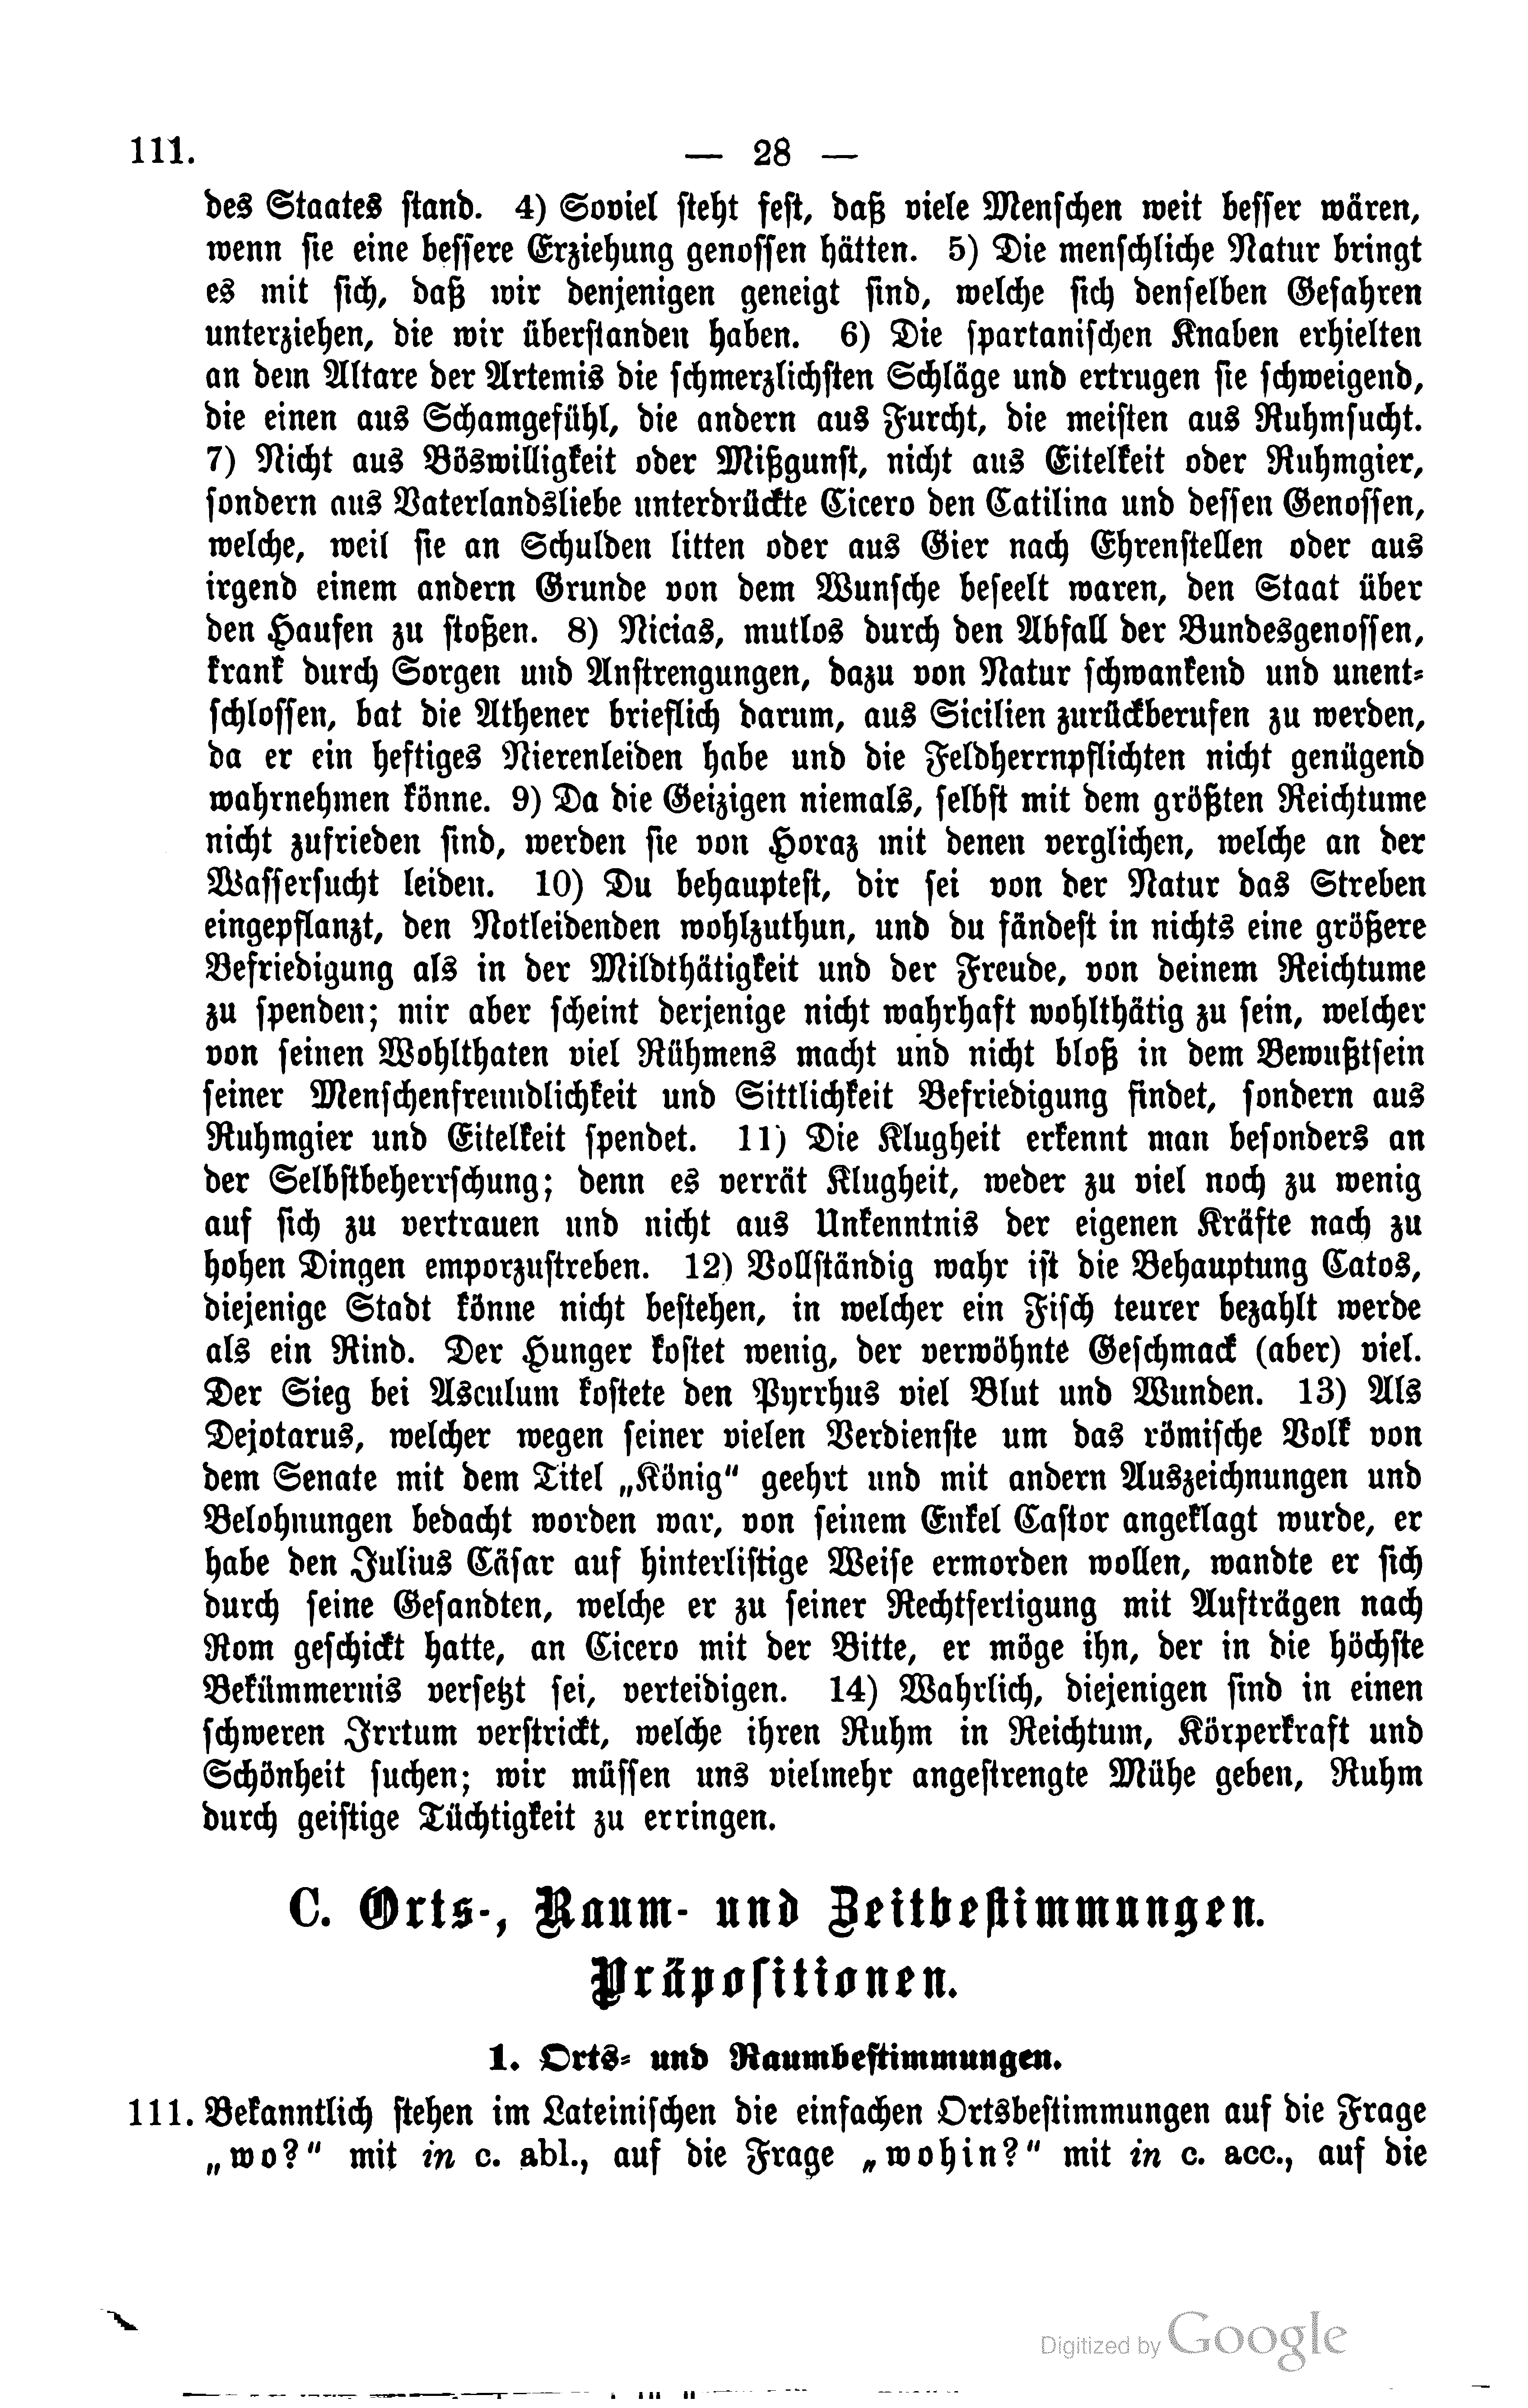 111.
— 28 —
des Staates stand. 4) Soviel steht fest, daß viele Menschen weit besser wären,
wenn sie eine bessere Erziehung genossen hätten. 5) Die menschliche Natur bringt
es mit sich, daß wir denjenigen geneigt sind, welche sich denselben Gefahren
unterziehen, die wir überstanden haben. 6) Die spartanischen Knaben erhielten
an dem Altare der Artemis die schmerzlichsten Schläge und ertrugen sie schweigend,
die einen aus Schamgefühl, die andern aus Furcht, die meisten aus Ruhmsucht.
7) Nicht aus Böswilligkeit oder Mißgunst, nicht aus Eitelkeit oder Ruhmgier,
sondern aus Vaterlandsliebe unterdrückte Cicero den Catilina und dessen Genossen,
welche, weil sie an Schulden litten oder aus Gier nach Ehrenstellen oder aus
irgend einem andern Grunde von dem Wunsche beseelt waren, den Staat über
den Haufen zu stoßen. 8) Nicias, mutlos durch den Abfall der Bundesgenossen,
krank durch Sorgen und Anstrengungen, dazu von Natur schwankend und unent-
schlossen, bat die Athener brieflich darum, aus Sicilien zurückberufen zu werden,
da er ein heftiges Nierenleiden habe und die Feldherrnpflichten nicht genügend
wahrnehmen könne. 9) Da die Geizigen niemals, selbst mit dem größten Reichtume
nicht zufrieden sind, werden sie von Horaz mit denen verglichen, welche an der
Wassersucht leiden. 10) Du behauptest, dir sei von der Natur das Streben
eingepflanzt, den Notleidenden wohlzuthun, und du fändest in nichts eine größere
Befriedigung als in der Mildthätigkeit und der Freude, von deinem Reichtume
zu spenden; mir aber scheint derjenige nicht wahrhaft wohlthätig zu sein, welcher
von seinen Wohlthaten viel Rühmens macht und nicht bloß in dem Bewußtsein
seiner Menschenfreundlichkeit und Sittlichkeit Befriedigung findet, sondern aus
Ruhmgier und Eitelkeit spendet. 11) Die Klugheit erkennt man besonders an
der Selbstbeherrschung; denn es verrät Klugheit, weder zu viel noch zu wenig
auf sich zu vertrauen und nicht aus Unkenntnis der eigenen Kräfte nach zu
hohen Dingen emporzustreben. 12) Vollständig wahr ist die Behauptung Catos,
diejenige Stadt könne nicht bestehen, in welcher ein Fisch teurer bezahlt werde
als ein Rind. Der Hunger kostet wenig, der verwöhnte Geschmack (aber) viel.
Der Sieg bei Asculum kostete den Pyrrhus viel Blut und Wunden. 13) Als
Dejotarus, welcher wegen seiner vielen Verdienste um das römische Volk von
dem Senate mit dem Titel „König“ geehrt und mit andern Auszeichnungen und
Belohnungen bedacht worden war, von seinem Enkel Castor angeklagt wurde, er
habe den Julius Cäsar auf hinterlistige Weise ermorden wollen, wandte er sich
durch seine Gesandten, welche er zu seiner Rechtfertigung mit Aufträgen nach
Rom geschickt hatte, an Cicero mit der Bitte, er möge ihn, der in die höchste
Bekümmernis versetzt sei, verteidigen. 14) Wahrlich, diejenigen sind in einen
schweren Irrtum verstrickt, welche ihren Ruhm in Reichtum, Körperkraft und
Schönheit suchen; wir müssen uns vielmehr angestrengte Mühe geben, Ruhm
durch geistige Tüchtigkeit zu erringen.
C. Orts-, Raum- und Zeitbestimmungen.
Präpositionen.
1. Orts- und Raumbestimmungen.
111. Bekanntlich stehen im Lateinischen die einfachen Ortsbestimmungen auf die Frage
„wo?“ mit in c. abl., auf die Frage „wohin?“ mit in c. acc., auf die
Digitized by Google